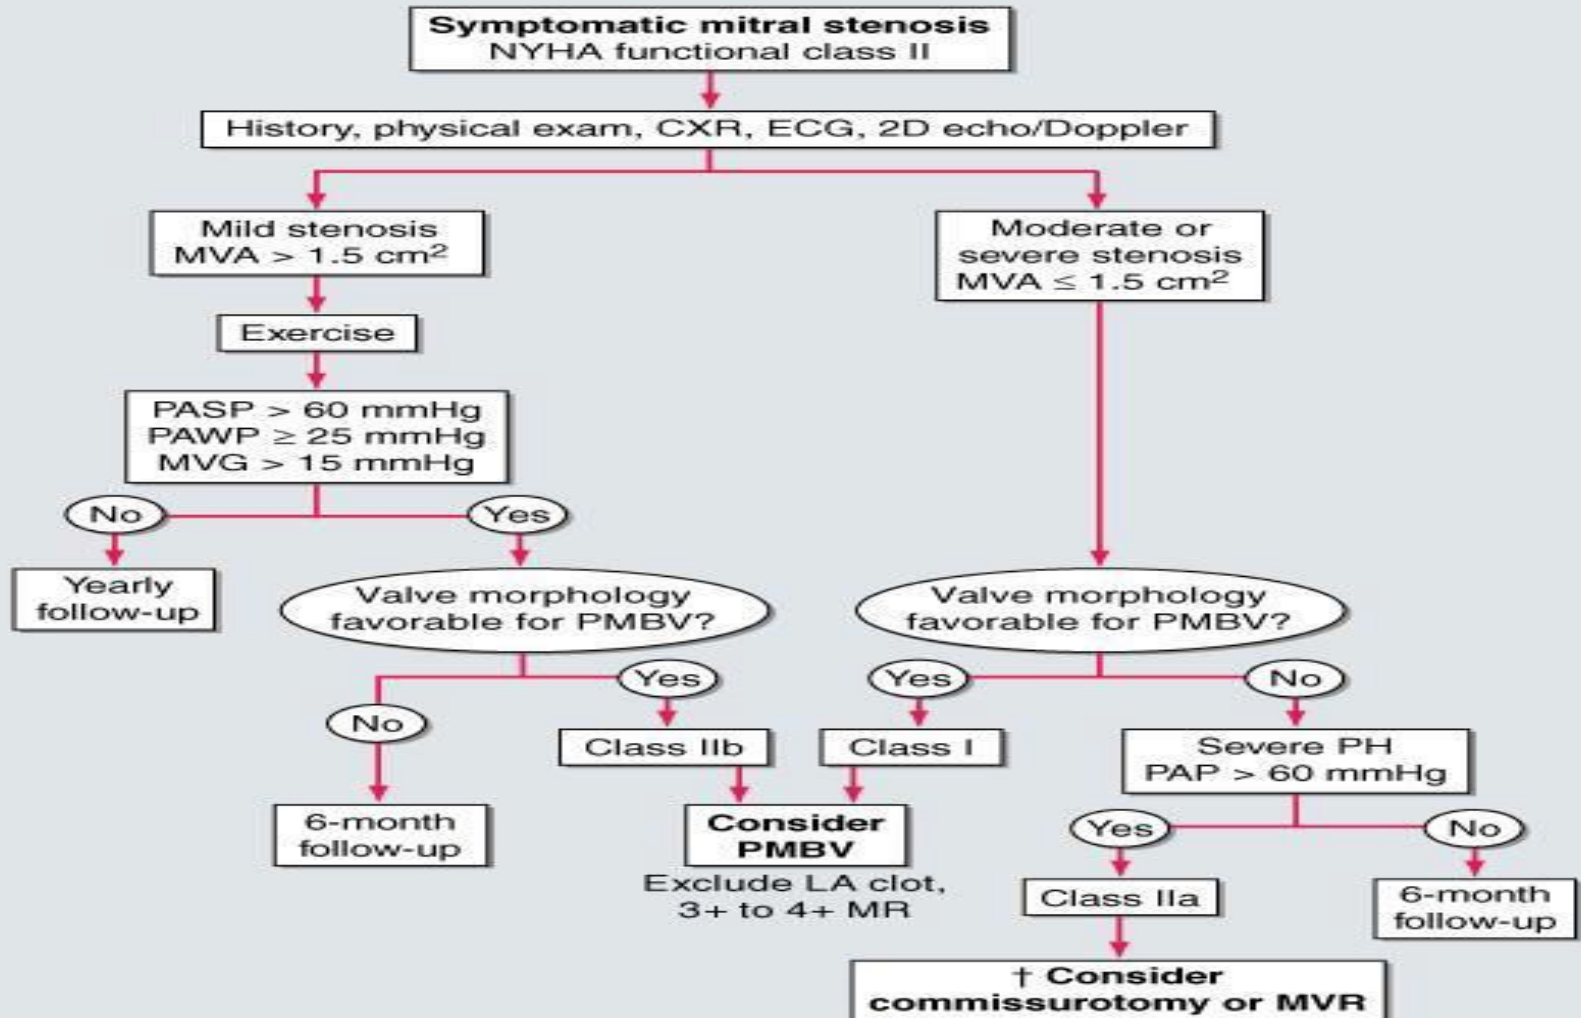 Symptomatic mitral stenosis
NYHA functional class II
History, physical exam, CXR, ECG, 2D echo/Doppler
Mild stenosis
MVA > 1.5 cm²
Moderate or
severe stenosis
MVA ≤ 1.5 cm²
Exercise
PASP > 60 mmHg
PAWP ≥ 25 mmHg
MVG > 15 mmHg
No
Yes
Yearly
follow-up
Valve morphology
favorable for PMBV?
Valve morphology
favorable for PMBV?
No
Yes
Yes
No
Class IIb
Class I
Severe PH
PAP > 60 mmHg
6-month
follow-up
Consider
PMBV
Exclude LA clot,
3+ to 4+ MR
Yes
No
Class IIa
6-month
follow-up
† Consider
commissurotomy or MVR